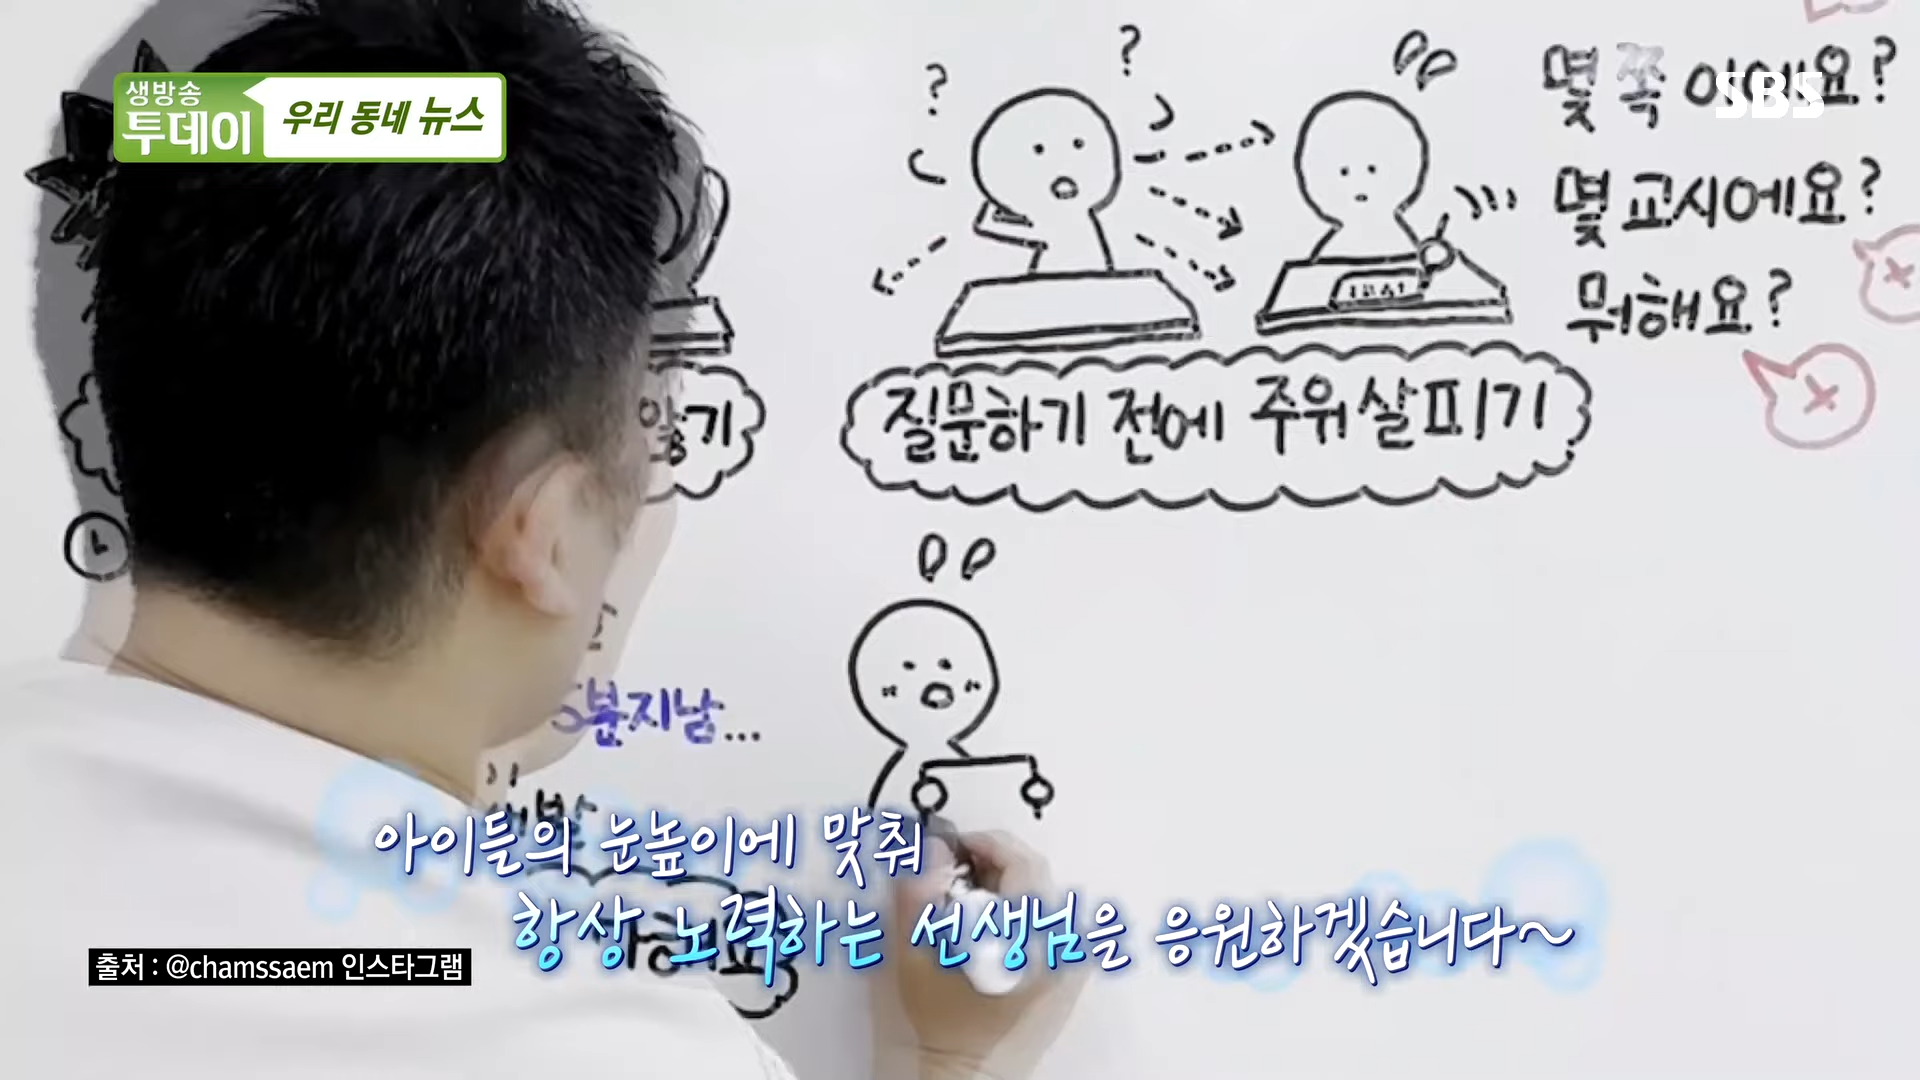 생방송
투데이
우리 동네 뉴스
SBS
몇 쪽 이에요?
몇 교시에요?
뭐해요?
않기
질문하기 전에 주위 살피기
5분지남...
아이들의 눈높이에 맞춰
항상 노력하는 선생님을 응원하겠습니다~
출처 : @chamssaem 인스타그램